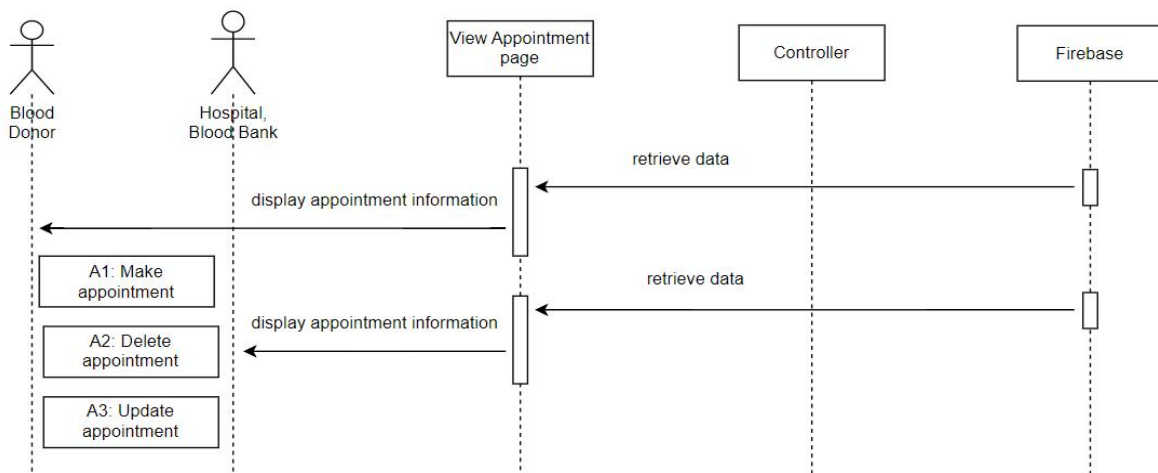 View Appointment
page
Controller
Firebase
Blood
Donor
Hospital,
Blood Bank
retrieve data
display appointment information
A1: Make
appointment
retrieve data
display appointment information
A2: Delete
appointment
A3: Update
appointment